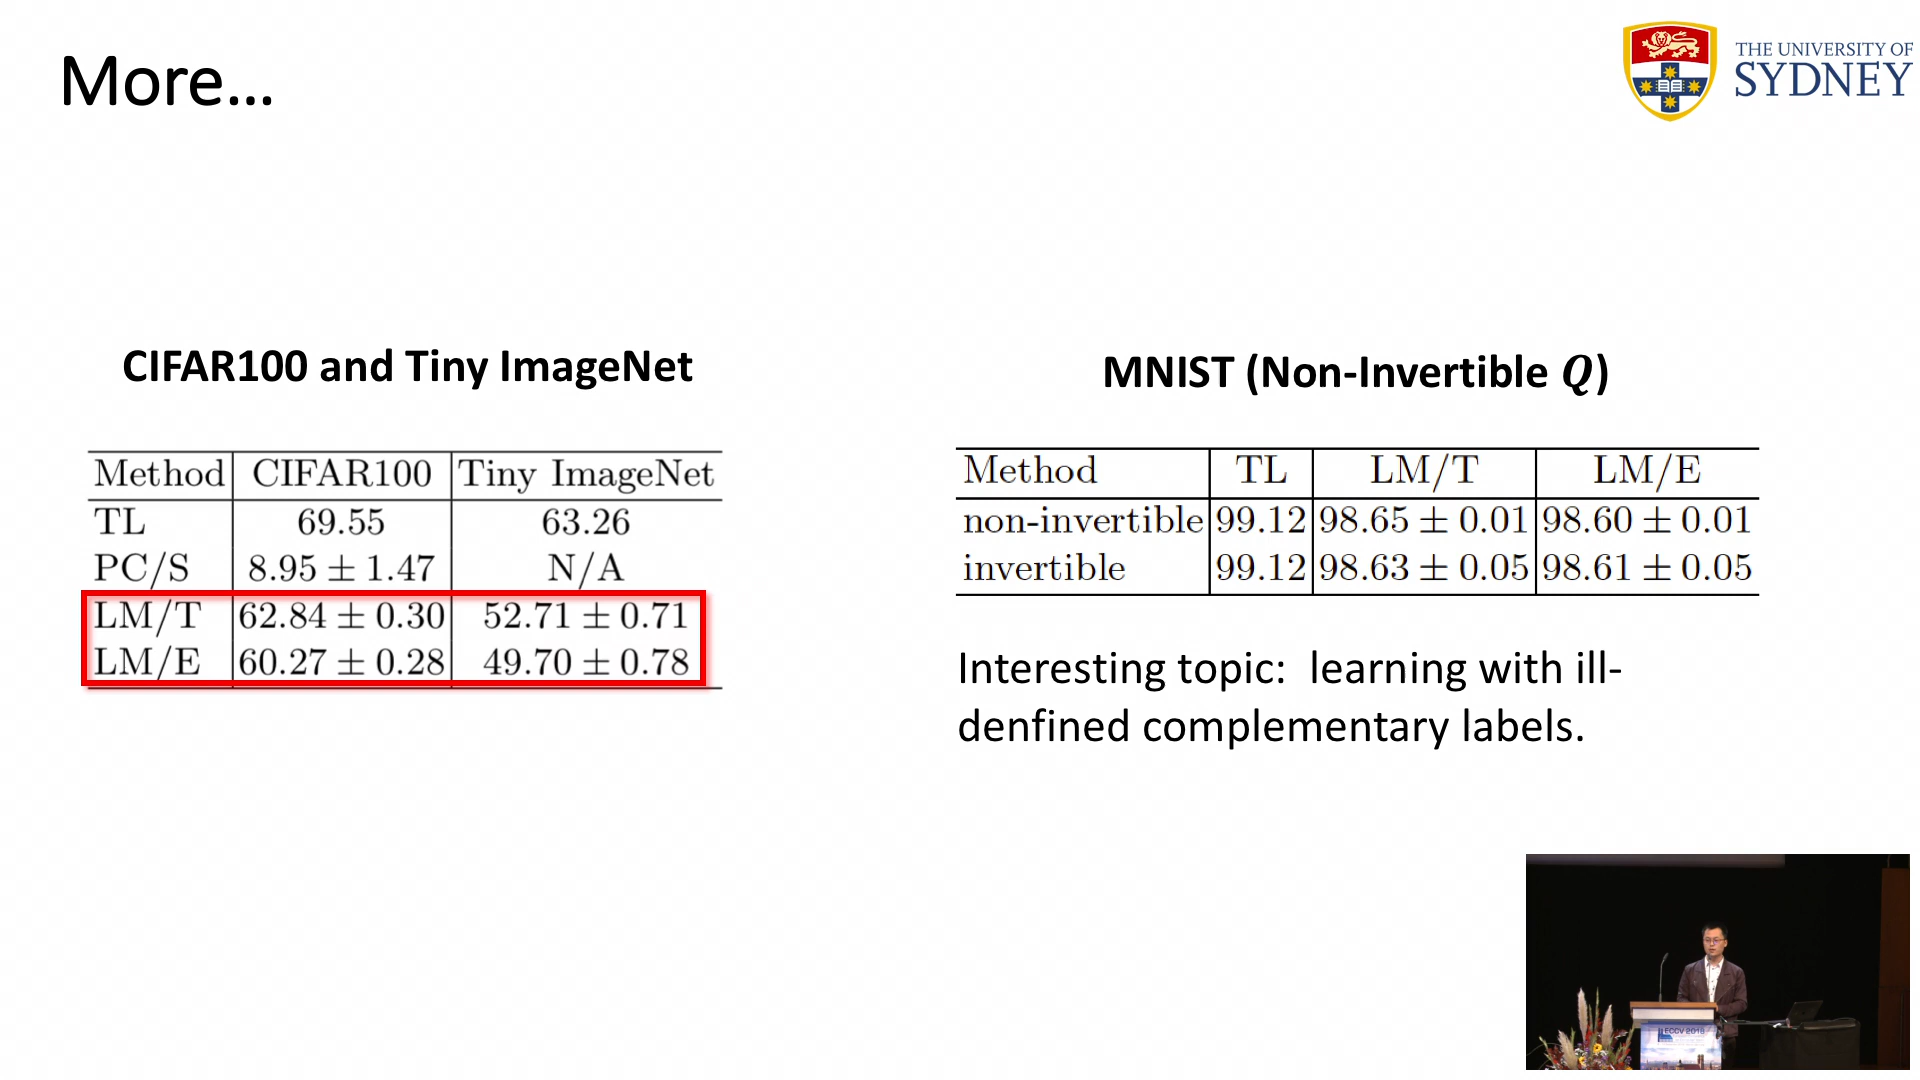 More...
THE UNIVERSITY OF
SYDNEY
CIFAR100 and Tiny ImageNet
Method CIFAR100 Tiny ImageNet
TL 69.55 63.26
PC/S 8.95 ± 1.47 N/A
LM/T 62.84 ± 0.30 52.71 ± 0.71
LM/E 60.27 ± 0.28 49.70 ± 0.78
MNIST (Non-Invertible Q)
Method TL LM/T LM/E
non-invertible 99.12 98.65 ± 0.01 98.60 ± 0.01
invertible 99.12 98.63 ± 0.05 98.61 ± 0.05
Interesting topic:  learning with ill-
denfined complementary labels.
ECCV 2018